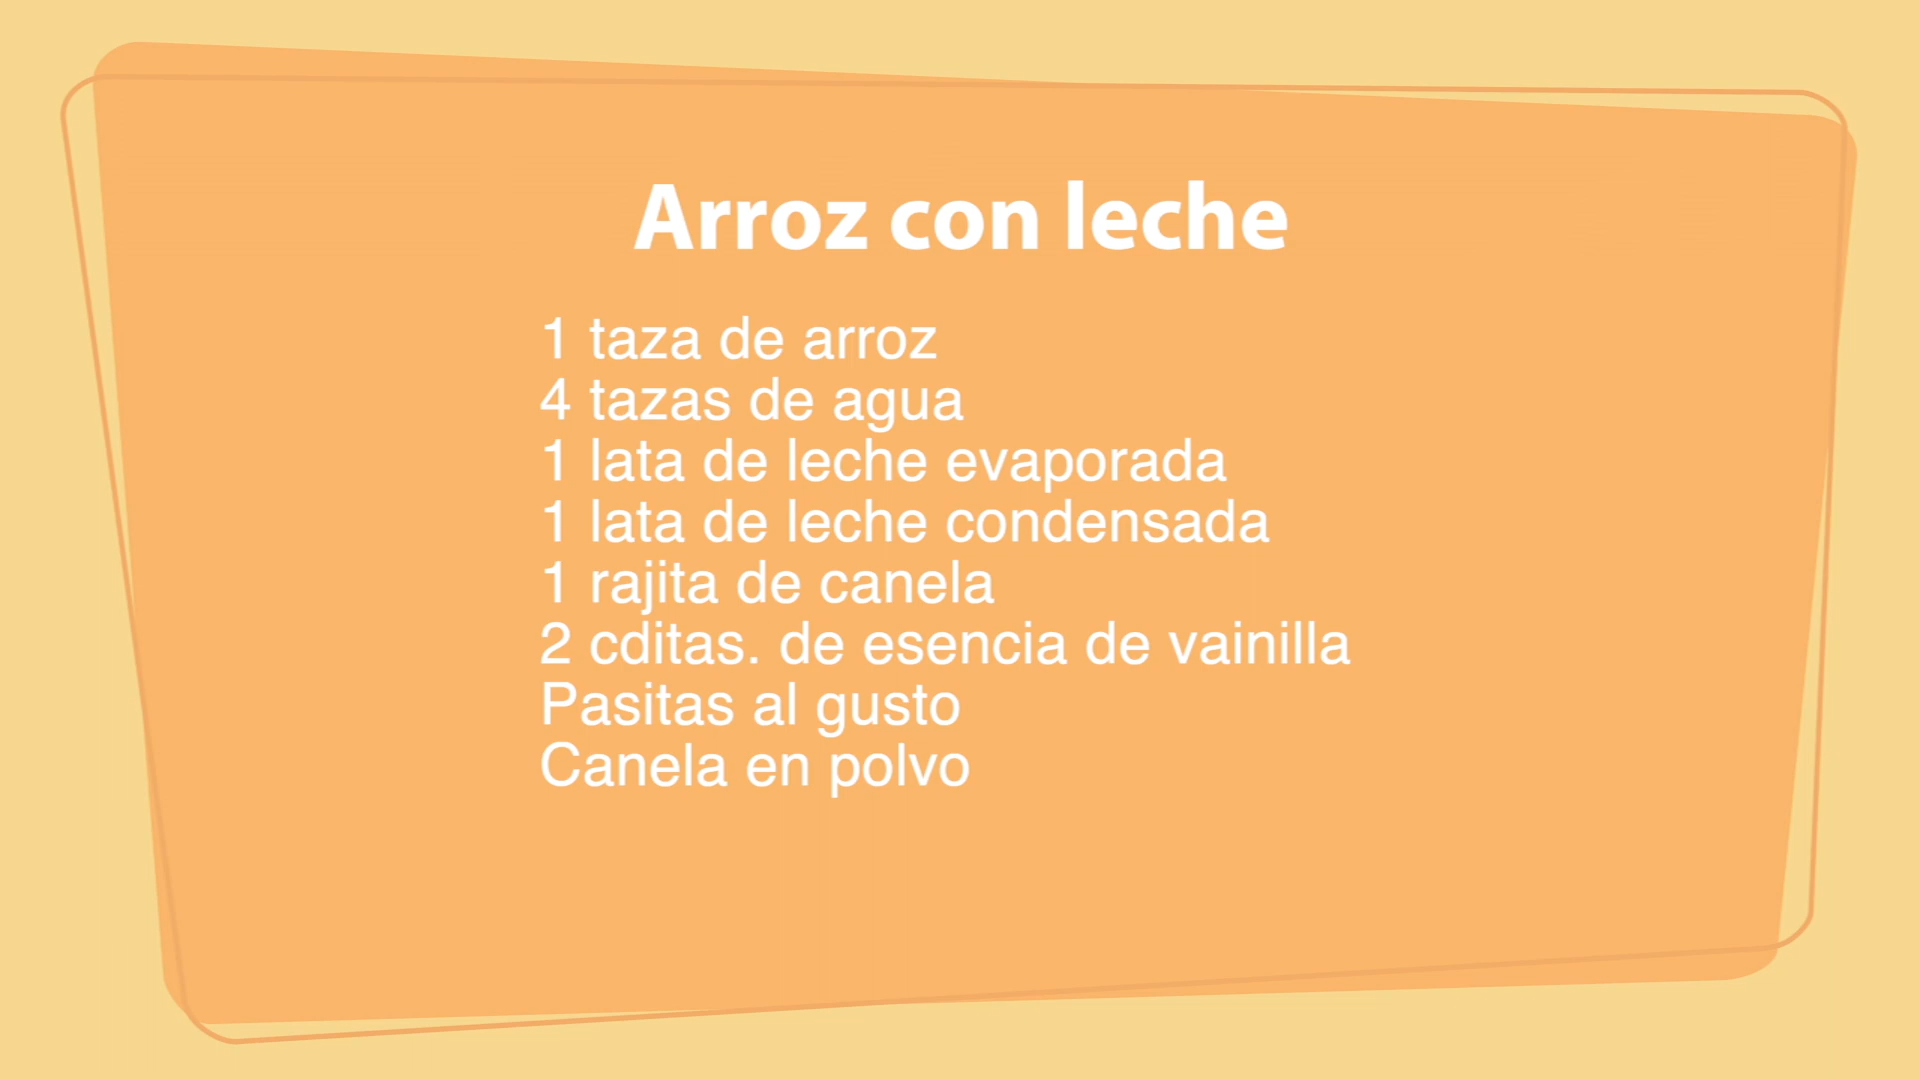 Arroz con leche
1 taza de arroz
4 tazas de agua
1 lata de leche evaporada
1 lata de leche condensada
1 rajita de canela
2 cditas. de esencia de vainilla
Pasitas al gusto
Canela en polvo